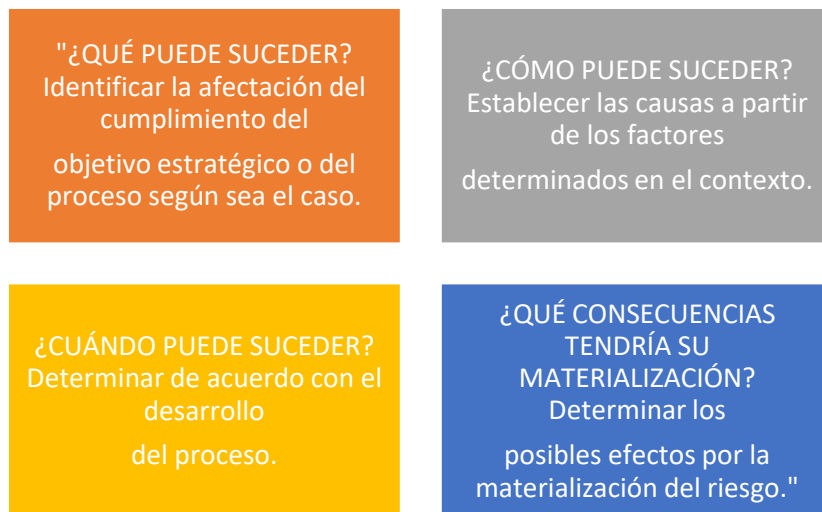 "¿QUÉ PUEDE SUCEDER?
Identificar la afectación del
cumplimiento del
objetivo estratégico o del
proceso según sea el caso.
¿CÓMO PUEDE SUCEDER?
Establecer las causas a partir
de los factores
determinados en el contexto.
¿CUÁNDO PUEDE SUCEDER?
Determinar de acuerdo con el
desarrollo
del proceso.
¿QUÉ CONSECUENCIAS
TENDRÍA SU
MATERIALIZACIÓN?
Determinar los
posibles efectos por la
materialización del riesgo."